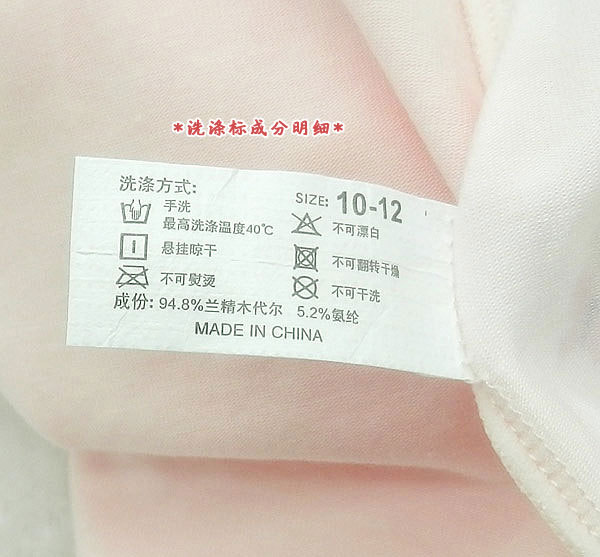 *洗涤标成分明细*
洗涤方式:
SIZE: 10-12
手洗
最高洗涤温度40℃
不可漂白
悬挂晾干
不可翻转干燥
不可熨烫
不可干洗
成份: 94.8%兰精木代尔 5.2%氨纶
MADE IN CHINA